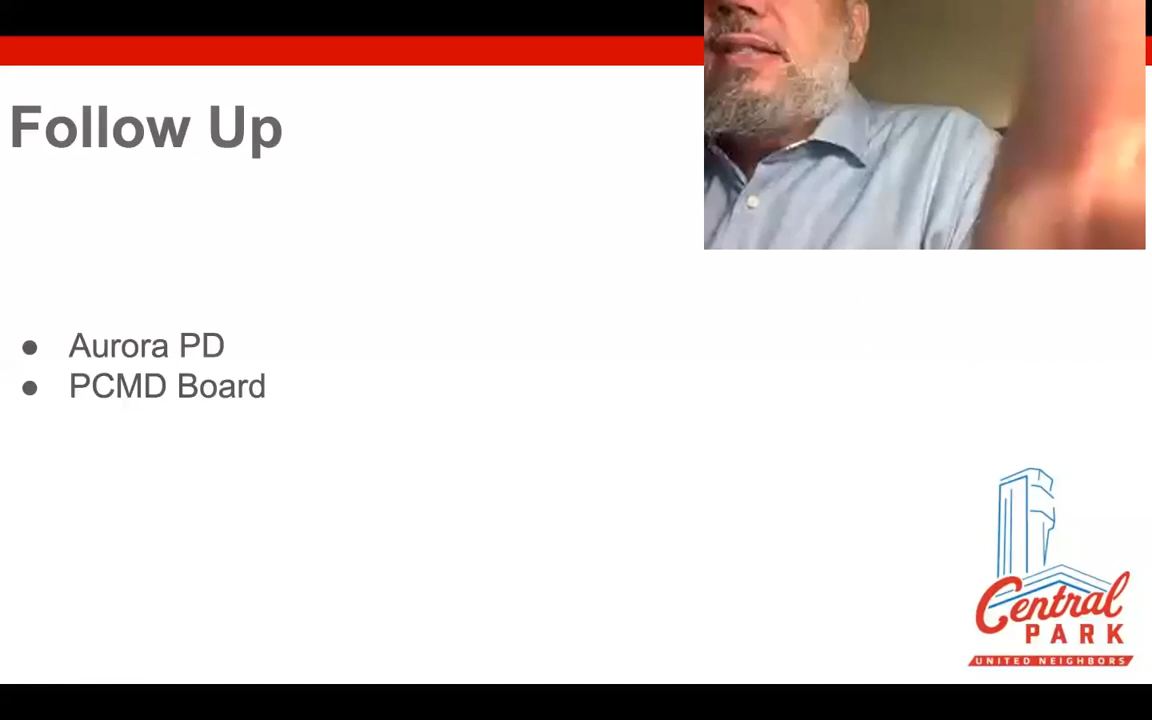 Follow Up
● Aurora PD
● PCMD Board
Central
PARK
UNITED NEIGHBORS